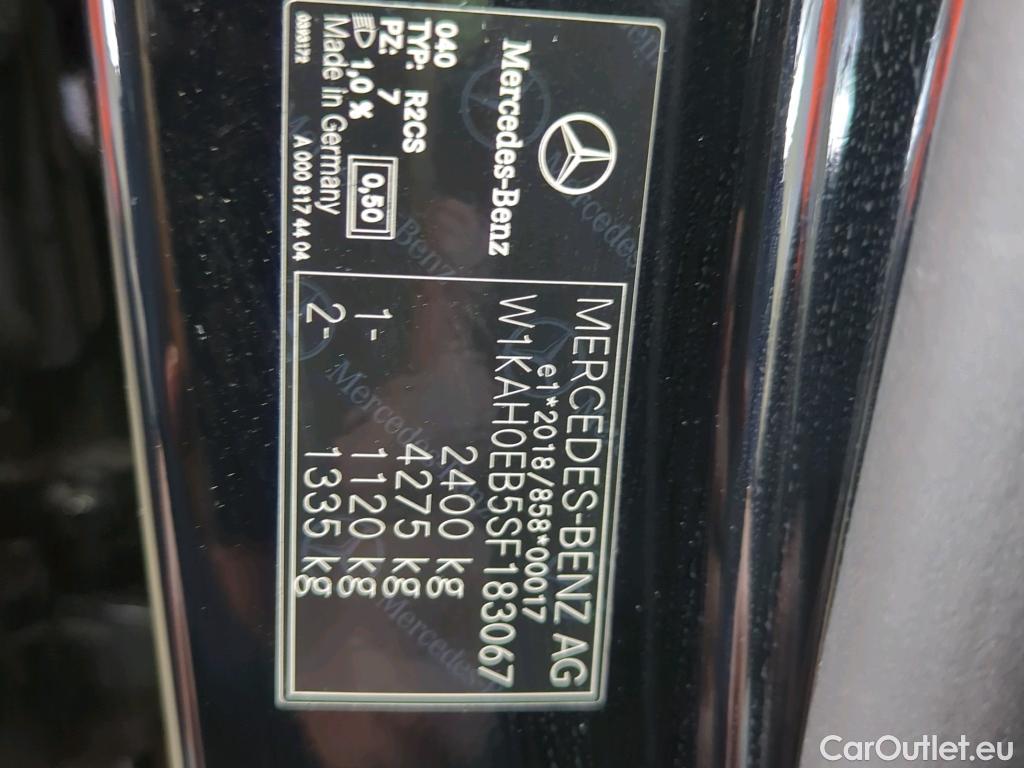 Mercedes-Benz
040
TYP: R2CS
PZ: 7
1,0 %
0,50
Made in Germany
A 000 817 44 04
MERCEDES-BENZ AG
e1*2018/858*00017
W1KAH0EB5SF183067
2400 kg
4275 kg
1- 1120 kg
2- 1335 kg
CarOutlet.eu